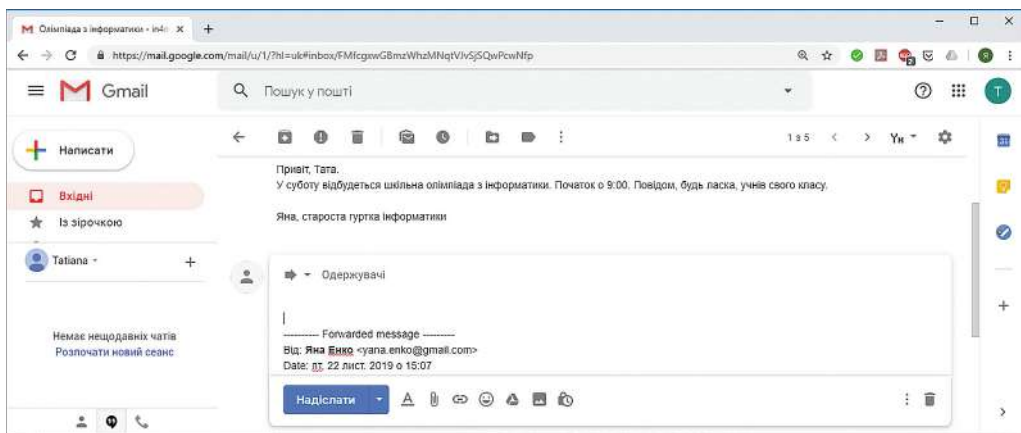 Олімпіада з інформатики - in4
https://mail.google.com/mail/u/1/?hl=uk#inbox/FMfcgxwGBmzWhzMNqtVJvSjSQwPcwNfp
Gmail
Пошук у пошті
T
Написати
1 з 5
Ук
Вхідні
Із зірочкою
Tatiana
Немає нещодавніх чатів
Розпочати новий сеанс
Привіт, Тата.
У суботу відбудеться шкільна олімпіада з інформатики. Початок о 9:00. Повідом, будь ласка, учнів свого класу.
Яна, староста гуртка інформатики
Одержувачі
---------- Forwarded message ---------
Від: Яна Енко <yana.enko@gmail.com>
Date: пт, 22 лист. 2019 о 15:07
Надіслати